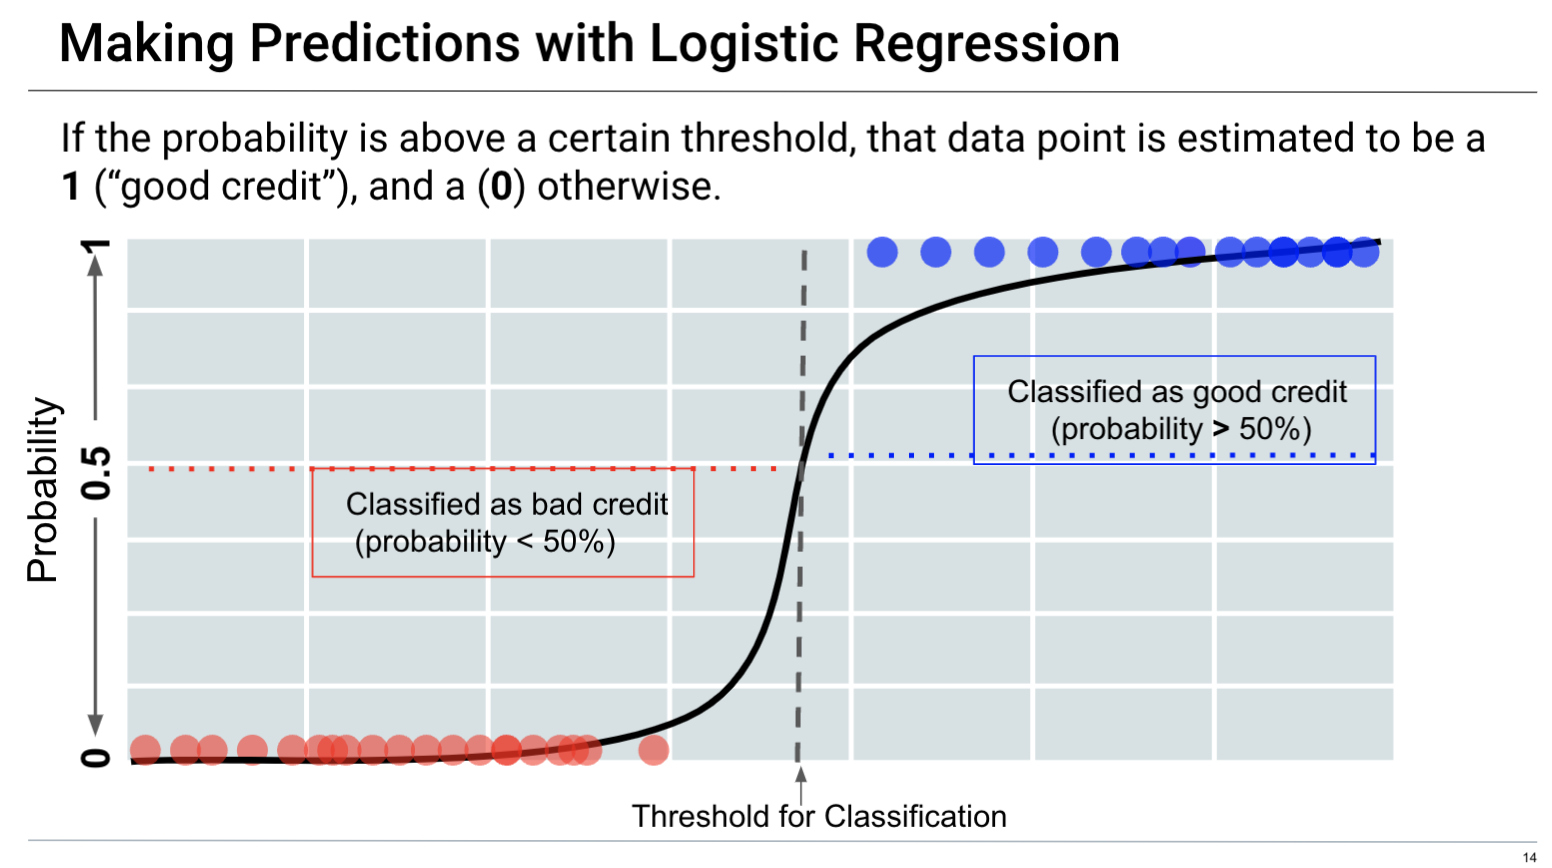 Making Predictions with Logistic Regression
If the probability is above a certain threshold, that data point is estimated to be a
1 (“good credit”), and a (0) otherwise.
1
0.5
0
Probability
Classified as good credit
(probability > 50%)
Classified as bad credit
(probability < 50%)
Threshold for Classification
14